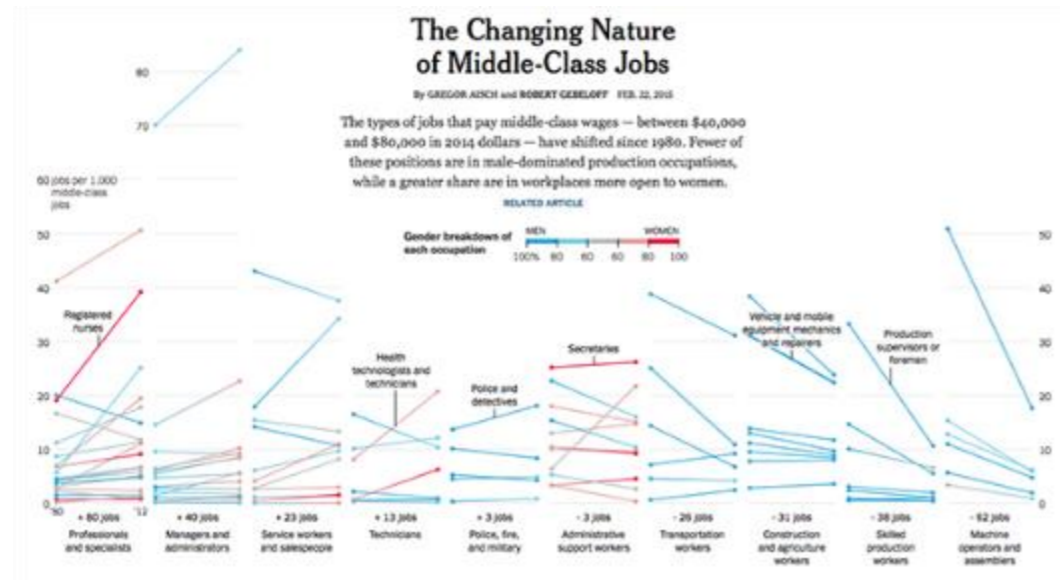 The Changing Nature
of Middle-Class Jobs
By GREGOR AISCH and ROBERT GEBELOFF FEB. 22, 2015
The types of jobs that pay middle-class wages — between $40,000
and $80,000 in 2014 dollars — have shifted since 1980. Fewer of
these positions are in male-dominated production occupations,
while a greater share are in workplaces more open to women.
RELATED ARTICLE
Gender breakdown of
each occupation
MEN WOMEN
100% 80 60 60 80 100
80
70
60 jobs per 1,000
middle-class
jobs
50
40
30
20
10
0
'80 '12
50
40
30
20
10
0
Registered
nurses
Health
technologists and
technicians
Police and
detectives
Secretaries
Vehicle and mobile
equipment mechanics
and repairers
Production
supervisors or
foremen
+ 60 jobs
Professionals
and specialists
+ 40 jobs
Managers and
administrators
+ 23 jobs
Service workers
and salespeople
+ 13 jobs
Technicians
+ 3 jobs
Police, fire,
and military
- 3 jobs
Administrative
support workers
- 26 jobs
Transportation
workers
- 31 jobs
Construction
and agriculture
workers
- 38 jobs
Skilled
production
workers
- 62 jobs
Machine
operators and
assemblers